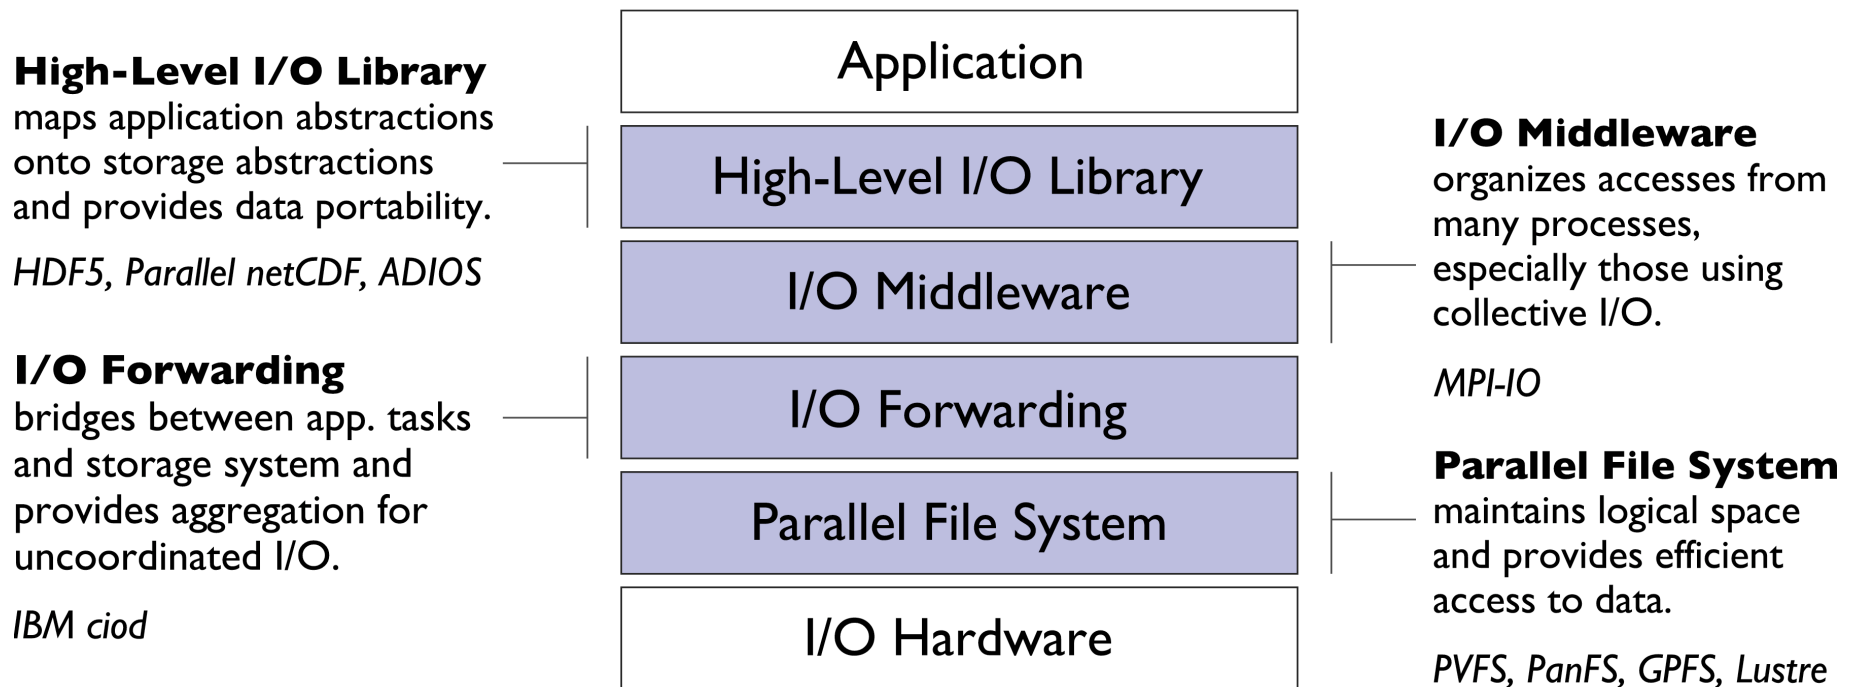 Application
High-Level I/O Library
I/O Middleware
I/O Forwarding
Parallel File System
I/O Hardware
High-Level I/O Library
maps application abstractions
onto storage abstractions
and provides data portability.
HDF5, Parallel netCDF, ADIOS
I/O Forwarding
bridges between app. tasks
and storage system and
provides aggregation for
uncoordinated I/O.
IBM ciod
I/O Middleware
organizes accesses from
many processes,
especially those using
collective I/O.
MPI-IO
Parallel File System
maintains logical space
and provides efficient
access to data.
PVFS, PanFS, GPFS, Lustre